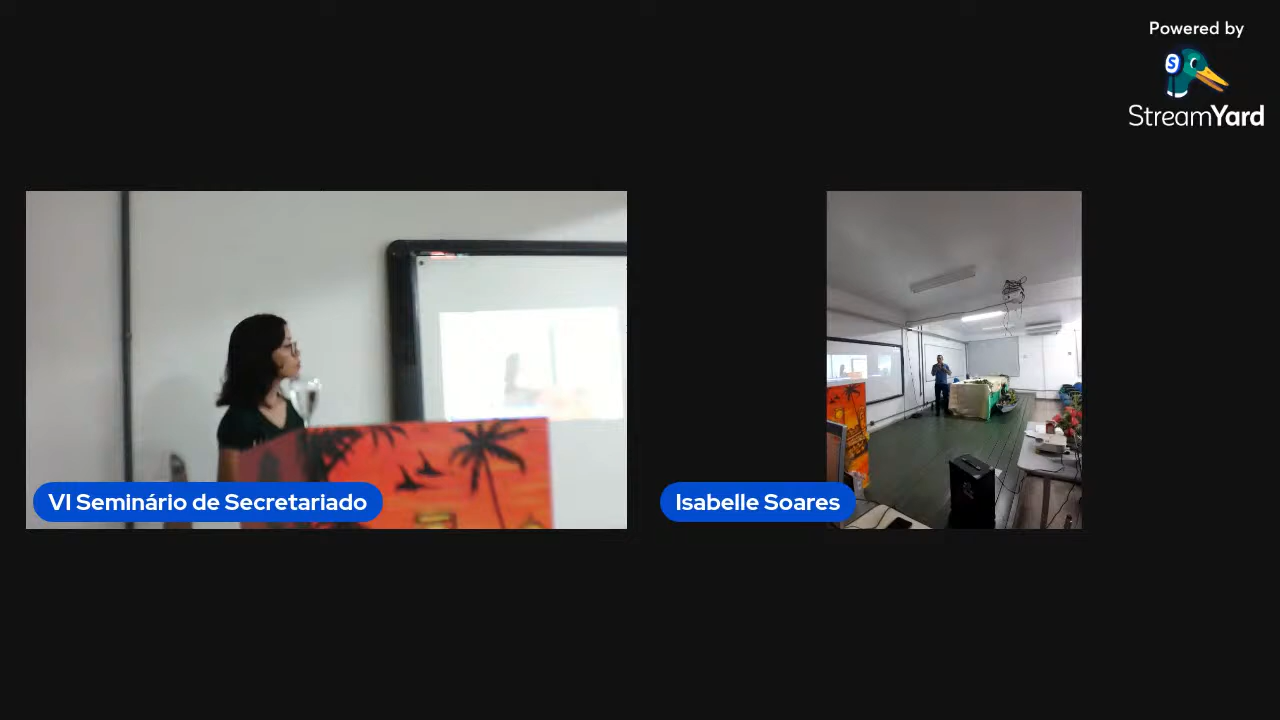 Powered by
S
StreamYard
VI Seminário de Secretariado
Isabelle Soares